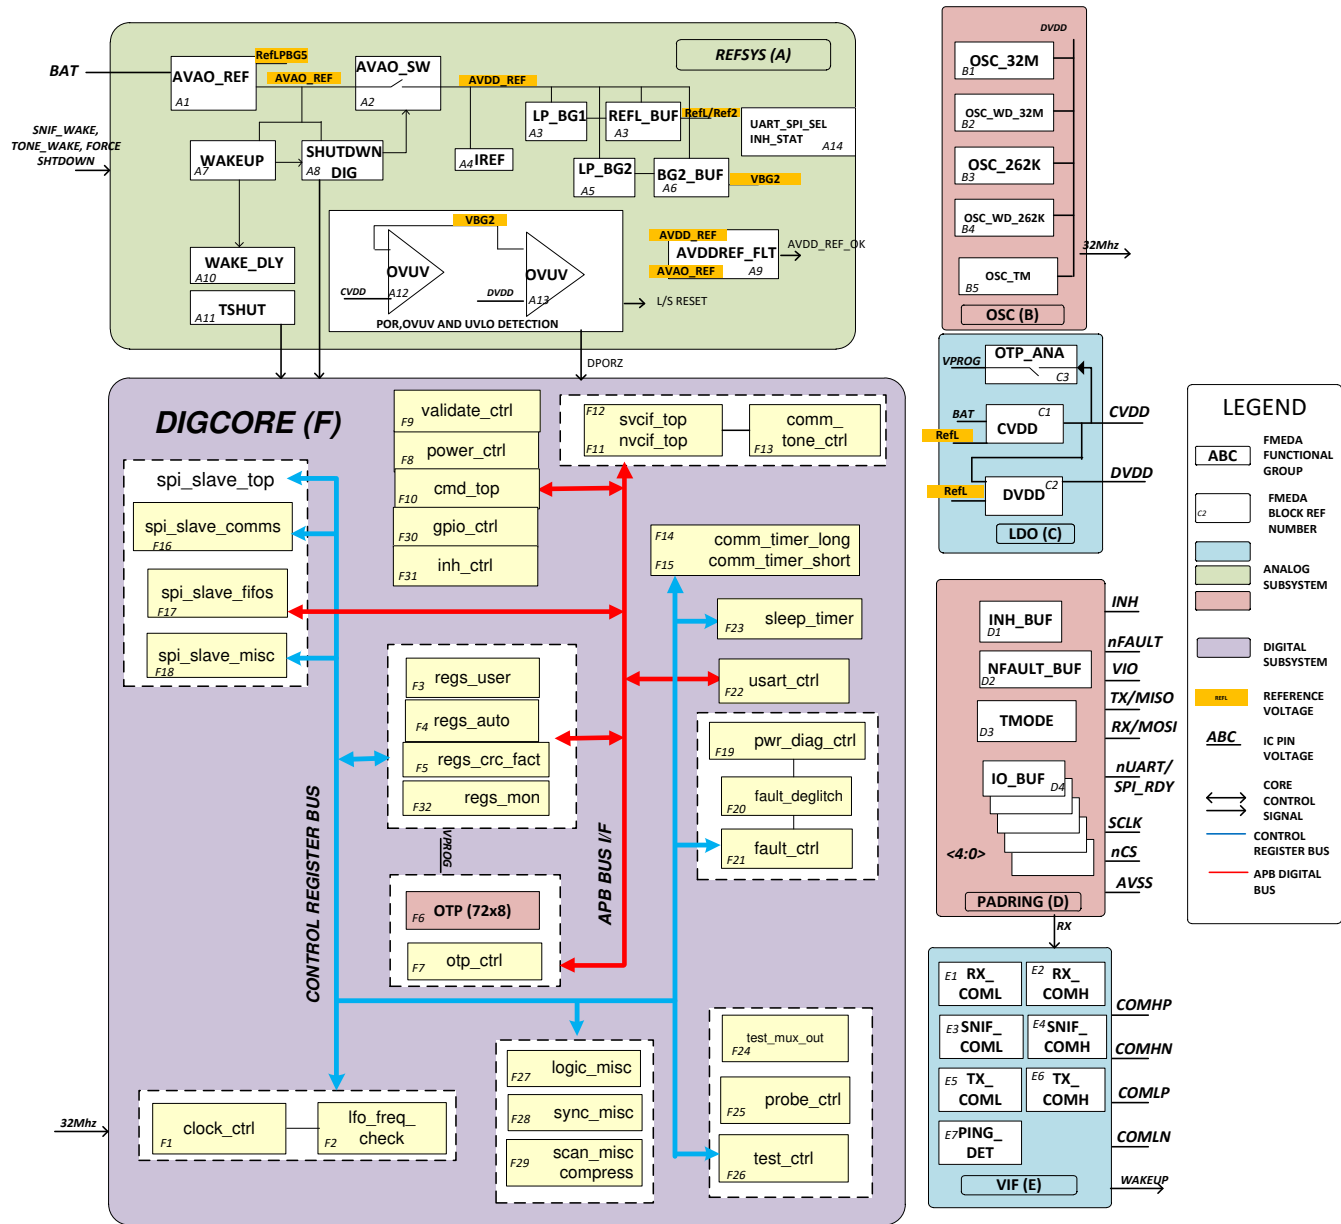 REFSYS (A)
BAT
RefLPBG5
AVAO_REF
A1
AVAO_REF
AVAO_SW
A2
AVDD_REF
LP_BG1
A3
REFL_BUF
A3
RefL/Ref2
UART_SPI_SEL
INH_STAT
A14
SNIF_WAKE,
TONE_WAKE, FORCE
SHTDOWN
WAKEUP
A7
SHUTDWN
DIG
A8
A4
IREF
LP_BG2
A5
BG2_BUF
A6
VBG2
WAKE_DLY
A10
TSHUT
A11
VBG2
OVUV
A12
CVDD
OVUV
A13
DVDD
POR,OVUV AND UVLO DETECTION
AVDD_REF
AVDDREF_FLT
AVAO_REF
A9
AVDD_REF_OK
L/S RESET
DPORZ
DIGCORE (F)
validate_ctrl
F9
power_ctrl
F8
cmd_top
F10
gpio_ctrl
F30
inh_ctrl
F31
F12
svcif_top
nvcif_top
F11
comm_
tone_ctrl
F13
spi_slave_top
spi_slave_comms
F16
spi_slave_fifos
F17
spi_slave_misc
F18
F14
comm_timer_long
comm_timer_short
F15
sleep_timer
F23
usart_ctrl
F22
regs_user
F3
regs_auto
F4
regs_crc_fact
F5
regs_mon
F32
VPROG
OTP (72x8)
F6
otp_ctrl
F7
CONTROL REGISTER BUS
APB BUS I/F
pwr_diag_ctrl
F19
fault_deglitch
F20
fault_ctrl
F21
test_mux_out
F24
probe_ctrl
F25
test_ctrl
F26
logic_misc
F27
sync_misc
F28
scan_misc
compress
F29
32Mhz
clock_ctrl
F1
lfo_freq_
check
F2
DVDD
OSC_32M
B1
OSC_WD_32M
B2
OSC_262K
B3
OSC_WD_262K
B4
OSC_TM
B5
32Mhz
OSC (B)
OTP_ANA
VPROG
C3
BAT
C1
CVDD
RefL
CVDD
C2
DVDD
RefL
DVDD
LDO (C)
INH_BUF
D1
NFAULT_BUF
D2
TMODE
D3
IO_BUF
D4
<4:0>
INH
nFAULT
VIO
TX/MISO
RX/MOSI
nUART/
SPI_RDY
SCLK
nCS
AVSS
PADRING (D)
RX
E1 RX_
COML
E2 RX_
COMH
E3 SNIF_
COML
E4 SNIF_
COMH
E5 TX_
COML
E6 TX_
COMH
E7 PING_
DET
COMHP
COMHN
COMLP
COMLN
WAKEUP
VIF (E)
LEGEND
ABC
FMEDA
FUNCTIONAL
GROUP
C2
FMEDA
BLOCK REF
NUMBER
ANALOG
SUBSYSTEM
DIGITAL
SUBSYSTEM
REFL
REFERENCE
VOLTAGE
ABC
IC PIN
VOLTAGE
CORE
CONTROL
SIGNAL
CONTROL
REGISTER BUS
APB DIGITAL
BUS